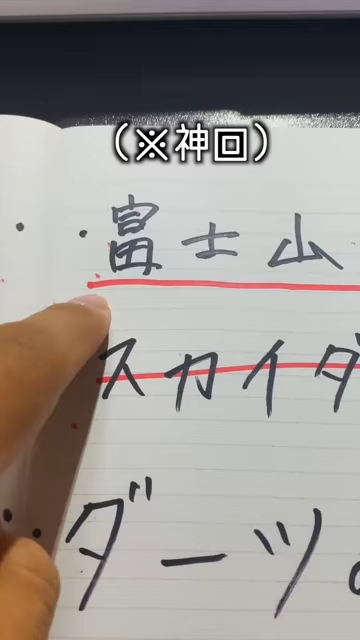 (※神回)
・富士山
スカイダ
・ダーツ